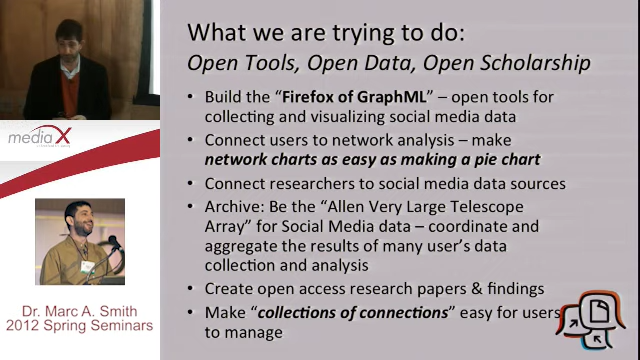 What we are trying to do:
Open Tools, Open Data, Open Scholarship
• Build the “Firefox of GraphML” – open tools for
collecting and visualizing social media data
• Connect users to network analysis – make
network charts as easy as making a pie chart
• Connect researchers to social media data sources
• Archive: Be the “Allen Very Large Telescope
Array” for Social Media data – coordinate and
aggregate the results of many user’s data
collection and analysis
• Create open access research papers & findings
• Make “collections of connections” easy for users
to manage
media X
Dr. Marc A. Smith
2012 Spring Seminars